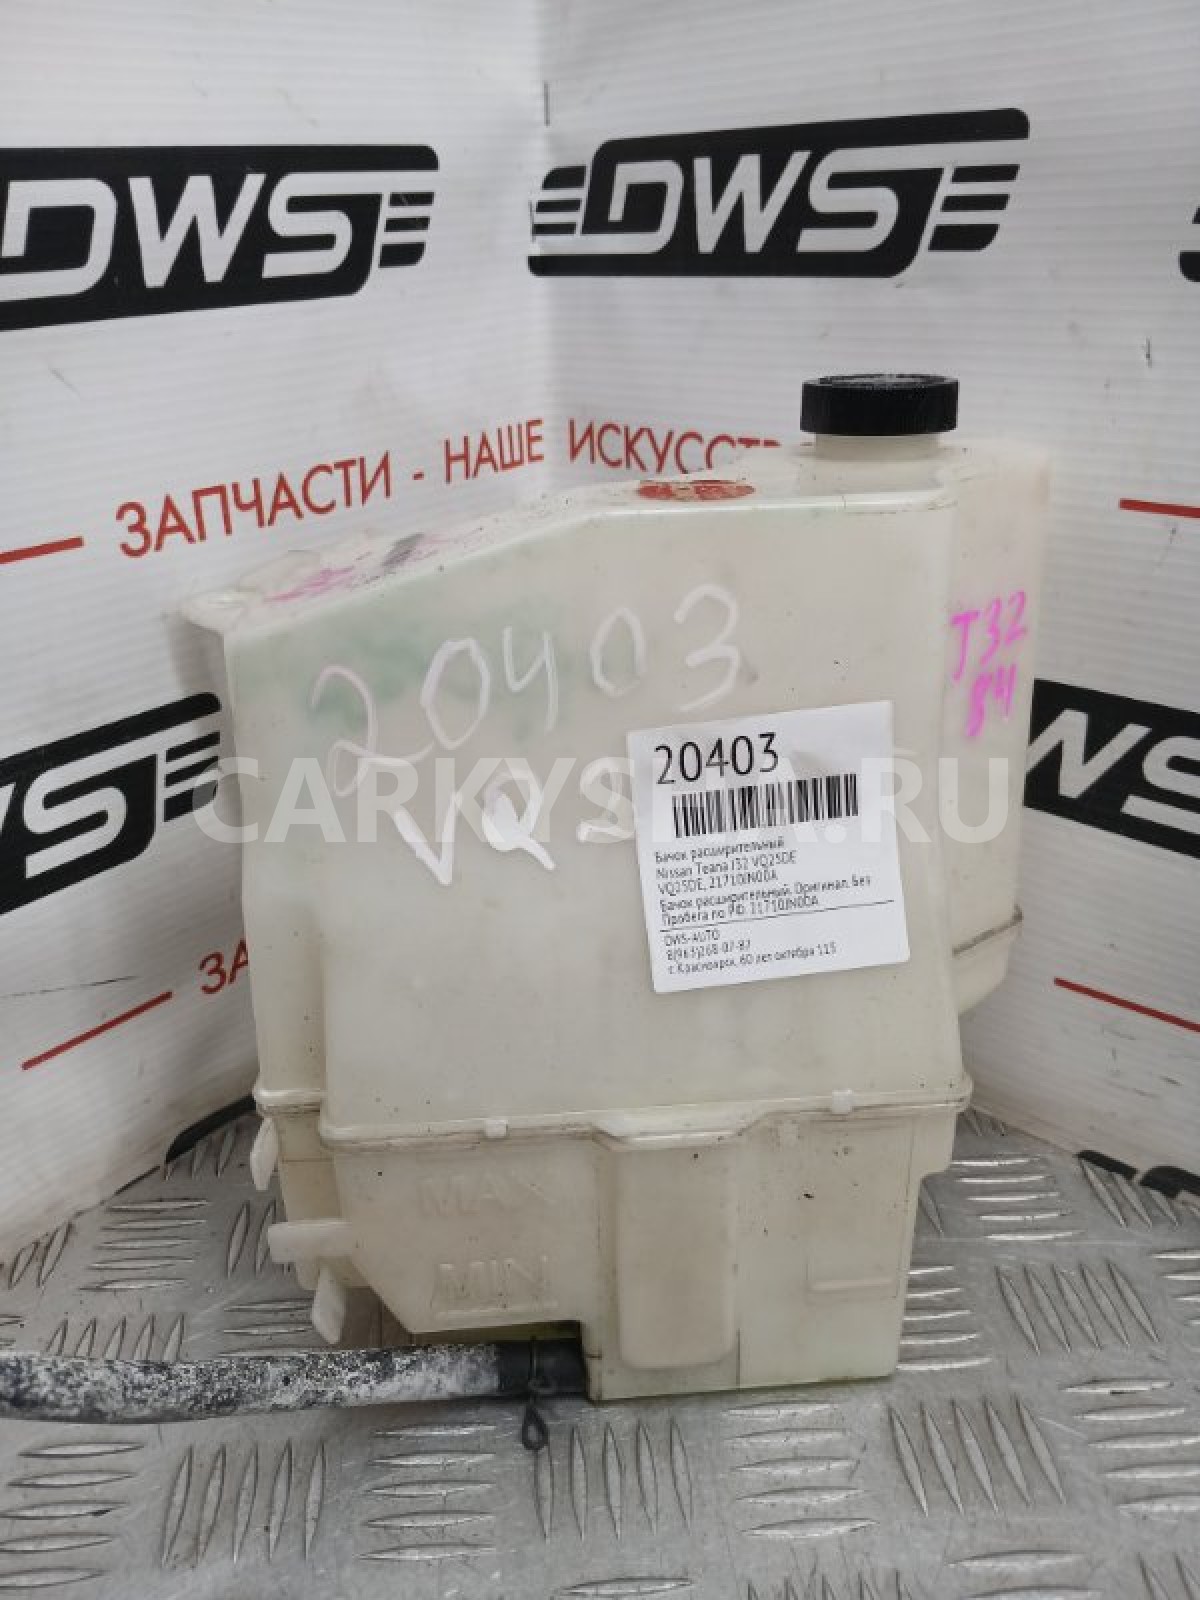 DWS
DWS
ЗАПЧАСТИ - НАШЕ ИСКУССТ
20403
J32
84
VQ2
CARKYSHA.RU
20403
Бачок расширительный
Nissan Teana J32 VQ25DE
VQ25DE, 21710JN00A
Бачок расширительный. Оригинал. Без
Пробега по РФ. 21710JN00A
DWS-AUTO
8(963)268-07-87
г. Красноярск, 60 лет октября 115
WS
WS
ЗА
MAX
MIN